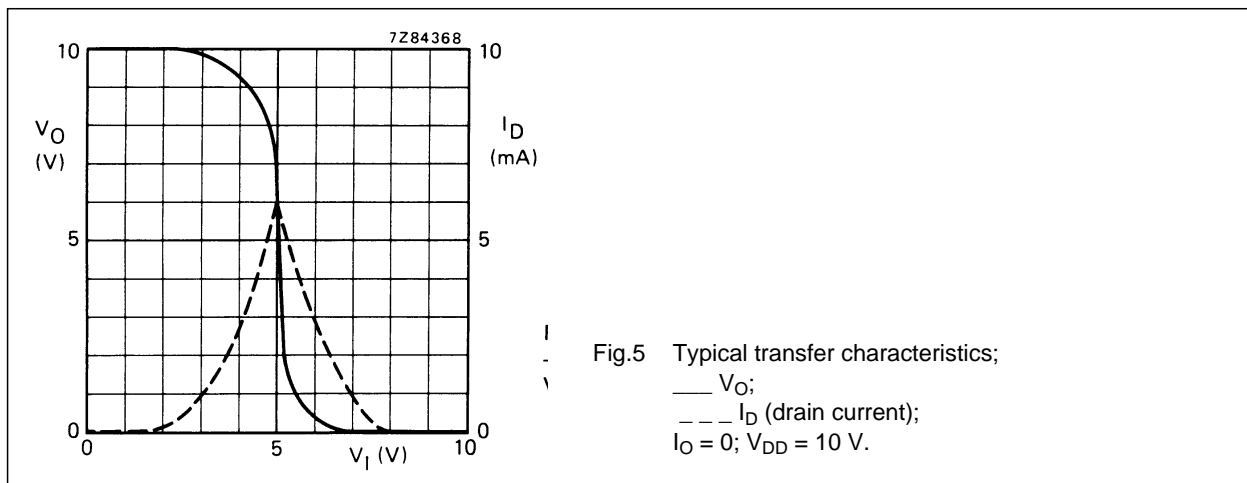 7Z84368
10
10
V_O
(V)
I_D
(mA)
5
5
0
0
0
5
10
V_I (V)
Fig.5 Typical transfer characteristics;
___ V_O;
_ _ _ I_D (drain current);
I_O = 0; V_DD = 10 V.